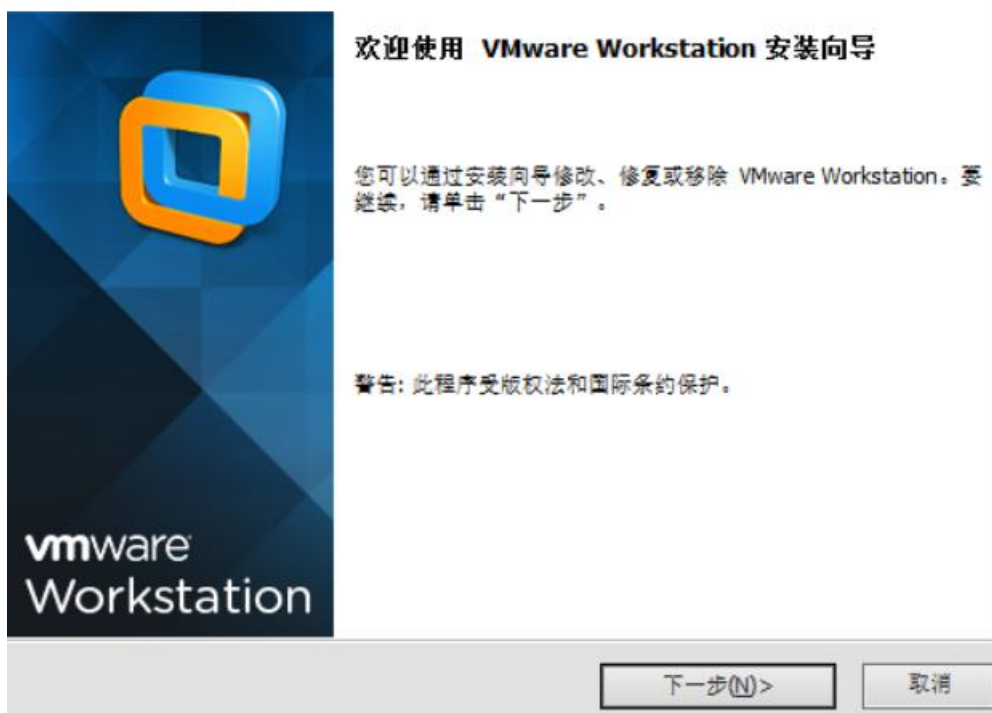 欢迎使用 VMware Workstation 安装向导
您可以通过安装向导修改、修复或移除 VMware Workstation。要
继续，请单击“下一步”。
警告: 此程序受版权法和国际条约保护。
vmware
Workstation
下一步(N)>
取消